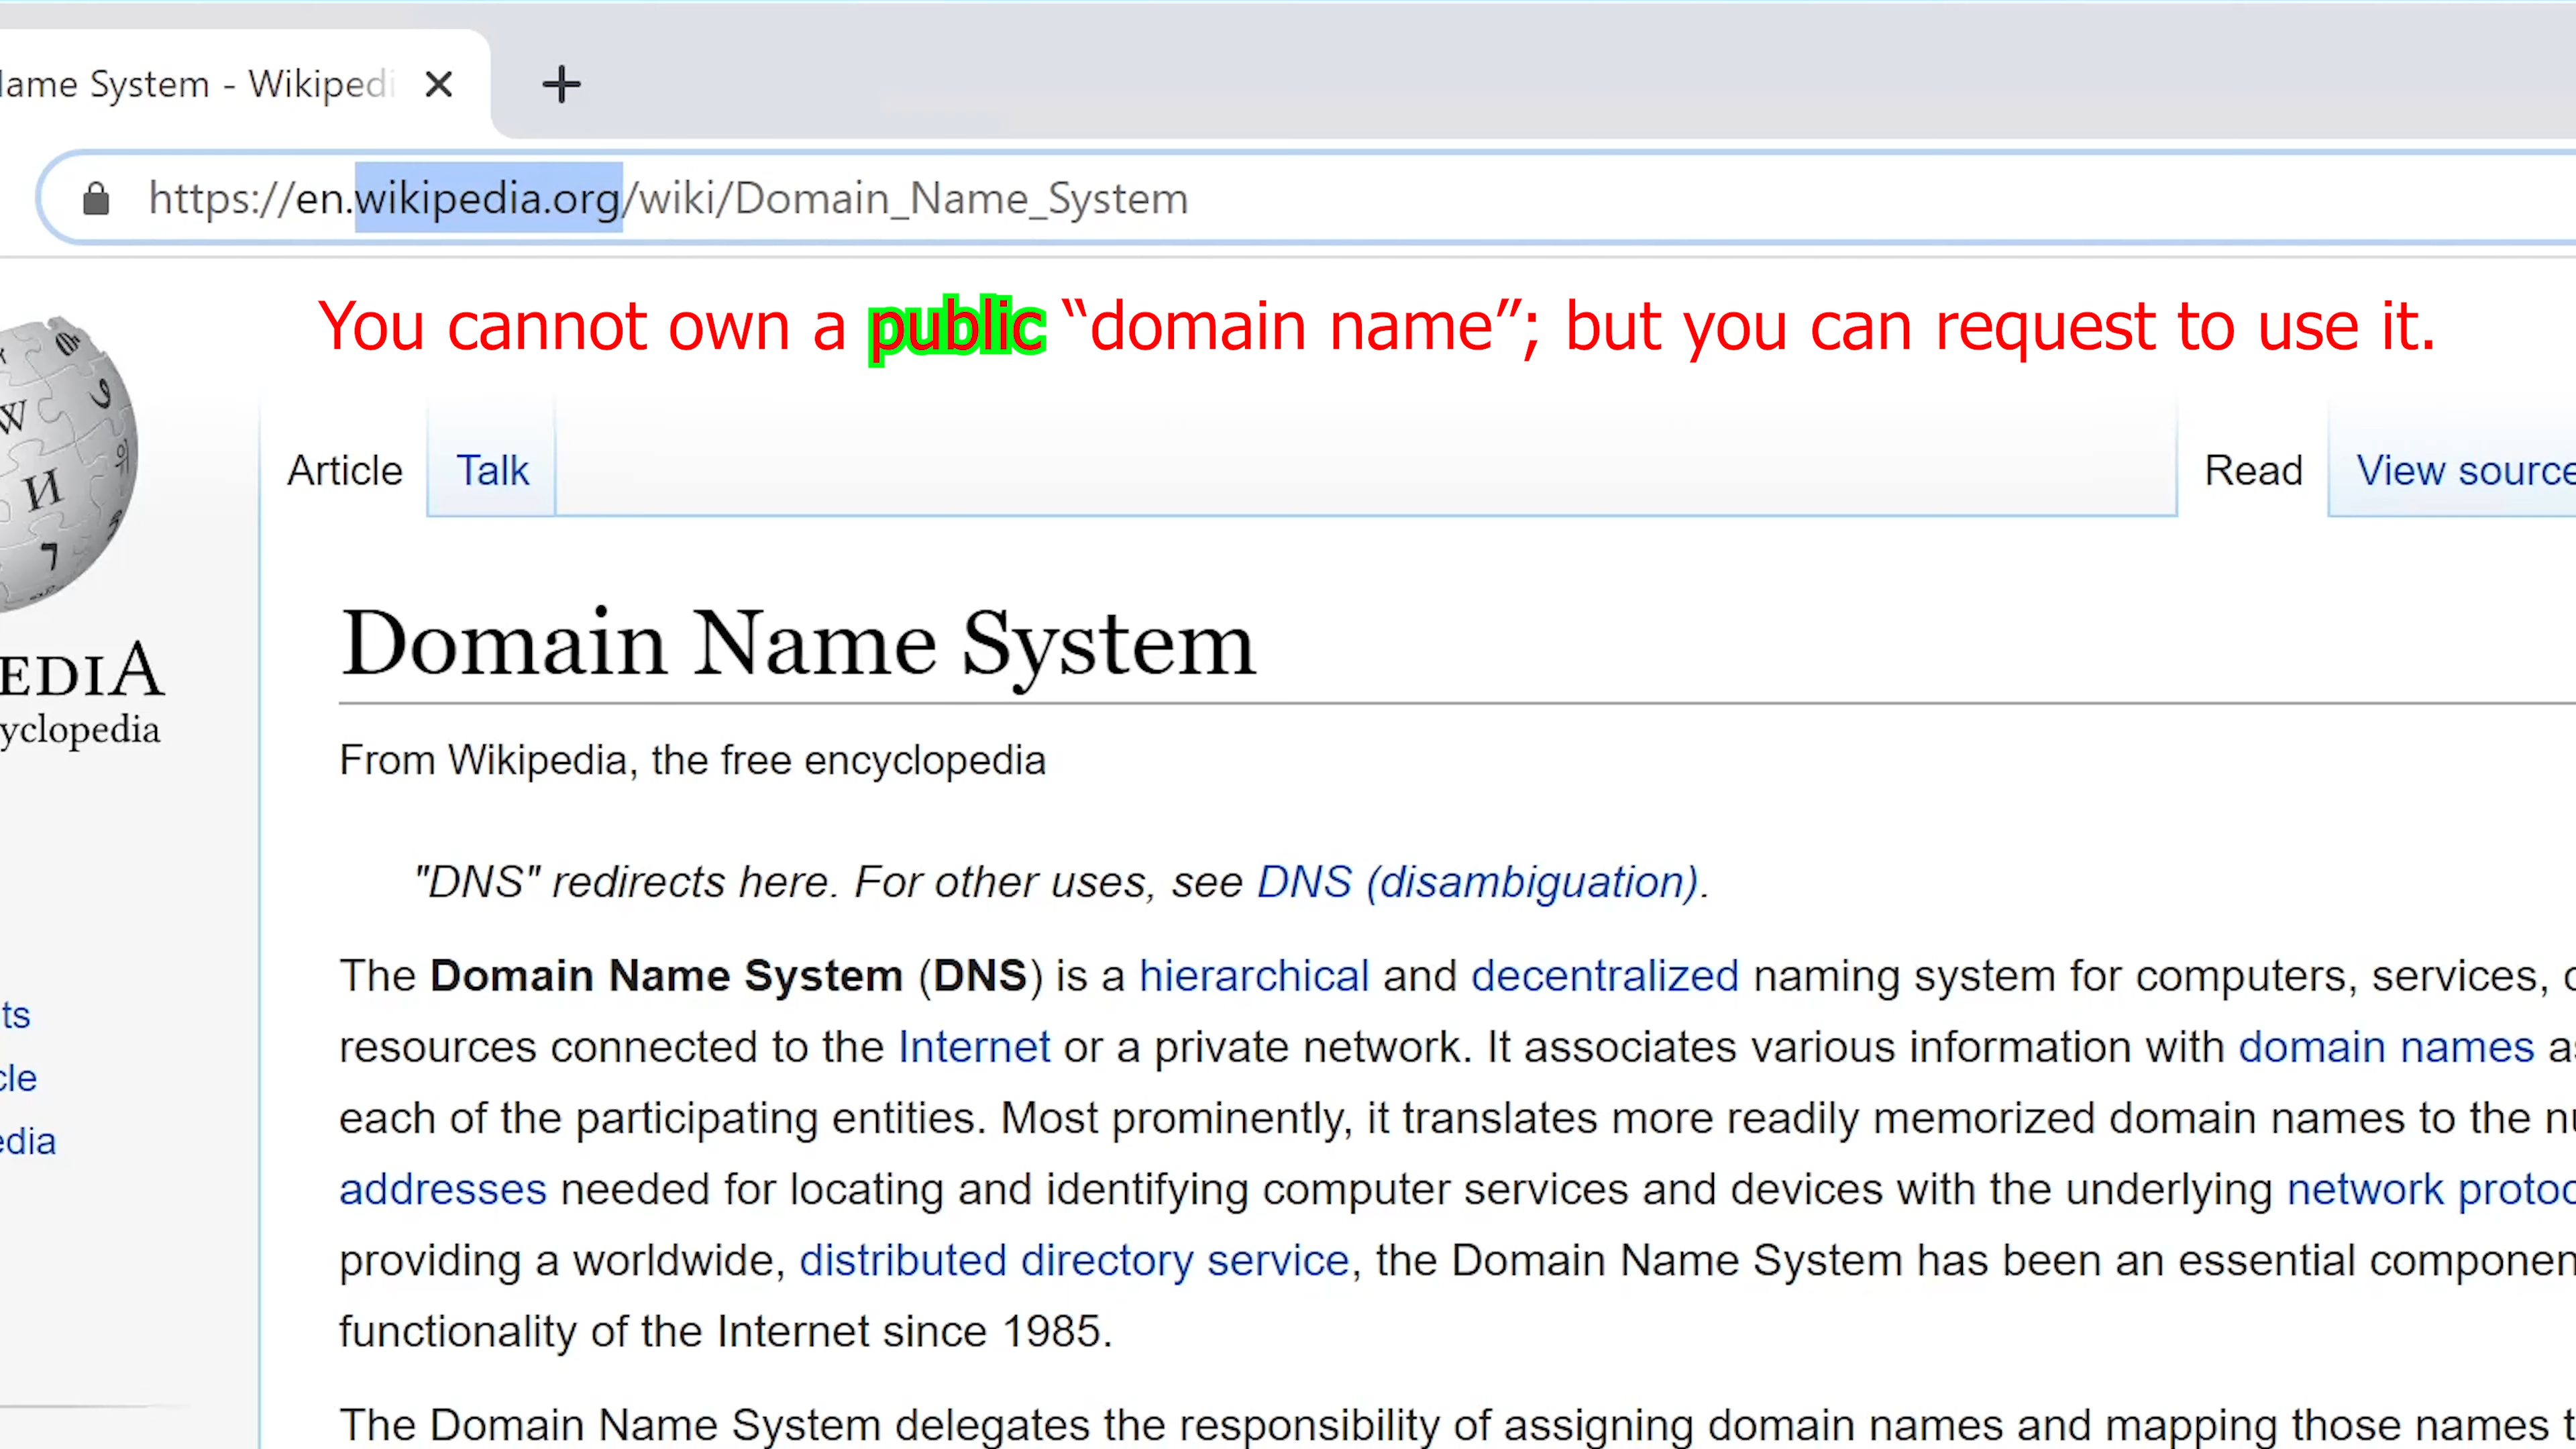 ame System - Wikipedi
https://en.wikipedia.org/wiki/Domain_Name_System
You cannot own a public “domain name”; but you can request to use it.
Article Talk Read View source
W
И
EDIA
yclopedia
Domain Name System
From Wikipedia, the free encyclopedia
"DNS" redirects here. For other uses, see DNS (disambiguation).
The Domain Name System (DNS) is a hierarchical and decentralized naming system for computers, services,
resources connected to the Internet or a private network. It associates various information with domain names as
each of the participating entities. Most prominently, it translates more readily memorized domain names to the nu
addresses needed for locating and identifying computer services and devices with the underlying network protoc
providing a worldwide, distributed directory service, the Domain Name System has been an essential componen
functionality of the Internet since 1985.
The Domain Name System delegates the responsibility of assigning domain names and mapping those names t
ts
cle
edia